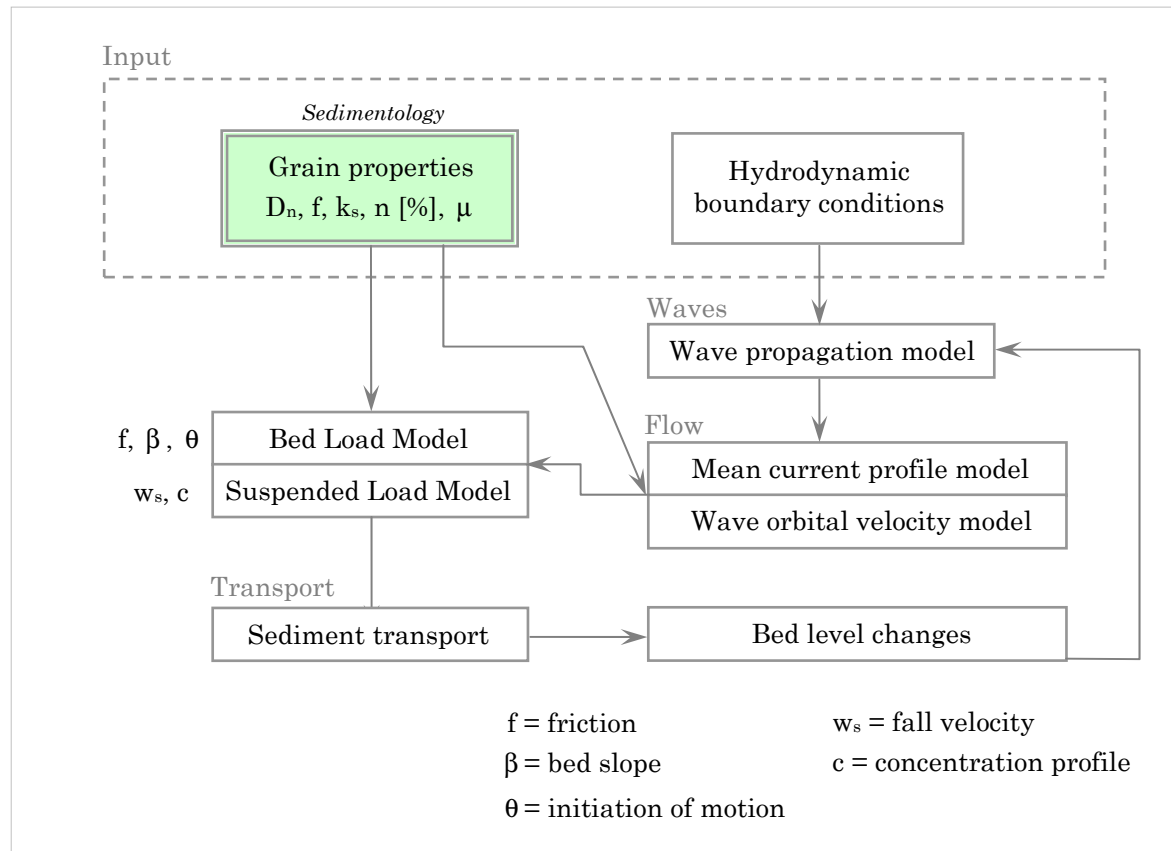 Input
Sedimentology
Grain properties
Dₙ, f, kₛ, n [%], μ
Hydrodynamic
boundary conditions
Waves
Wave propagation model
Flow
Mean current profile model
Wave orbital velocity model
f, β , θ
Bed Load Model
wₛ, c
Suspended Load Model
Transport
Sediment transport
Bed level changes
f = friction
β = bed slope
θ = initiation of motion
wₛ = fall velocity
c = concentration profile